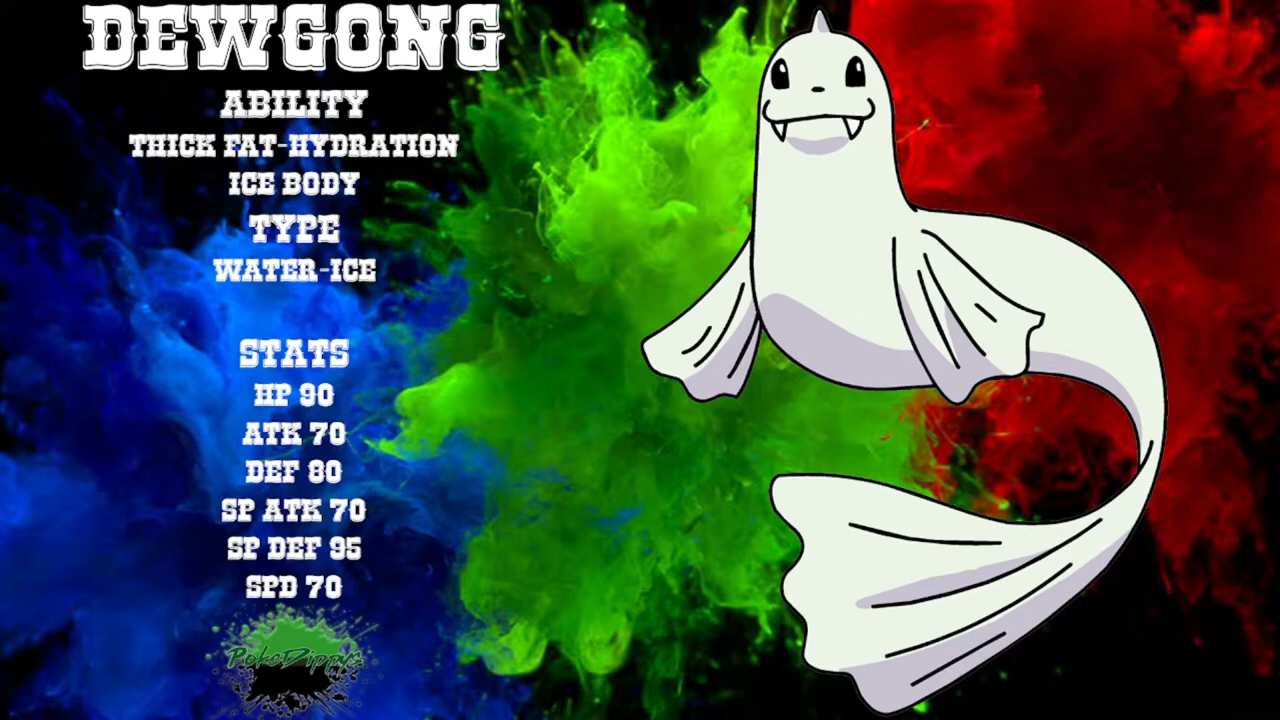 DEWGONG
ABILITY
THICK FAT-HYDRATION
ICE BODY
TYPE
WATER-ICE
STATS
HP 90
ATK 70
DEF 80
SP ATK 70
SP DEF 95
SPD 70
PokeDippys